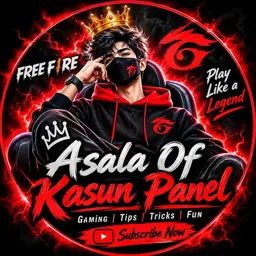 FREE FIRE
Play
Like a
Legend
Asala Of
Kasun Panel
GAMING | TIPS | TRICKS | FUN
Subscribe Now